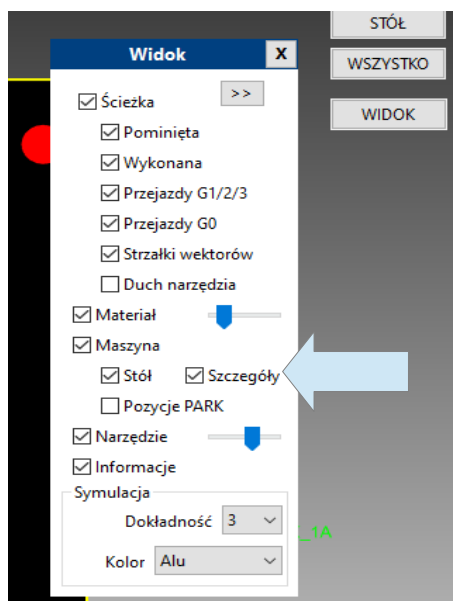 STÓŁ
Widok X
WSZYSTKO
Ścieżka >>
WIDOK
Pominięta
Wykonana
Przejazdy G1/2/3
Przejazdy G0
Strzałki wektorów
Duch narzędzia
Materiał
Maszyna
Stół Szczegóły
Pozycje PARK
Narzędzie
Informacje
Symulacja
Dokładność 3
_1A
Kolor Alu